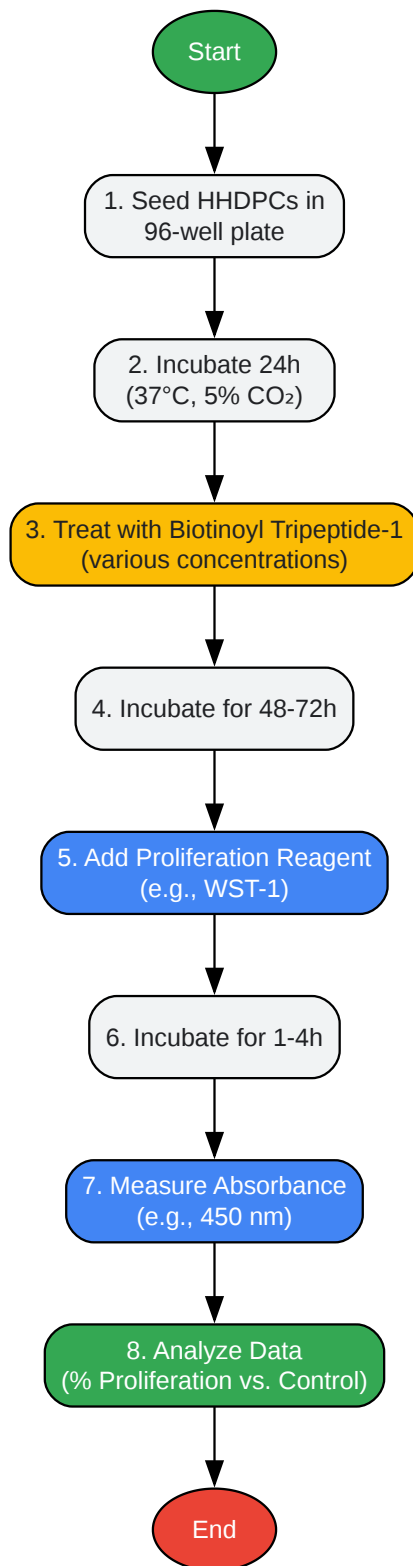 Start
1. Seed HHDPCs in
96-well plate
2. Incubate 24h
(37°C, 5% CO₂)
3. Treat with Biotinoyl Tripeptide-1
(various concentrations)
4. Incubate for 48-72h
5. Add Proliferation Reagent
(e.g., WST-1)
6. Incubate for 1-4h
7. Measure Absorbance
(e.g., 450 nm)
8. Analyze Data
(% Proliferation vs. Control)
End